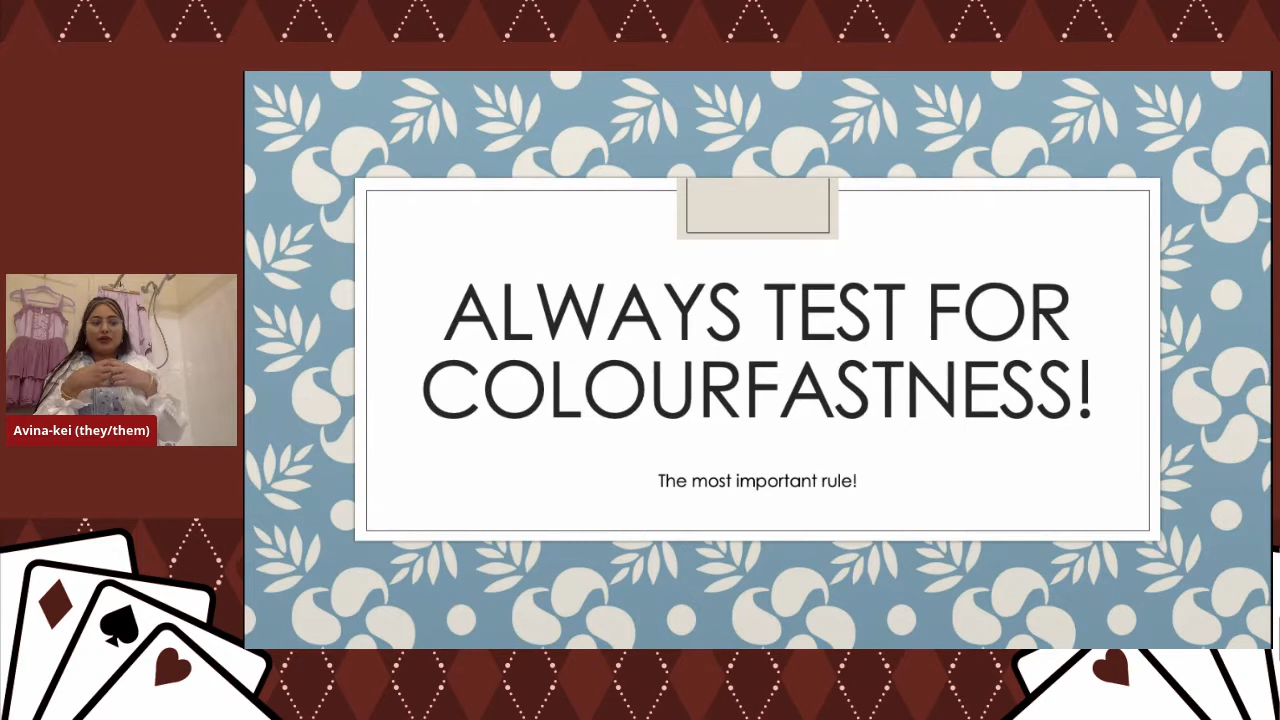 ALWAYS TEST FOR
COLOURFASTNESS!
The most important rule!
Avina-kei (they/them)